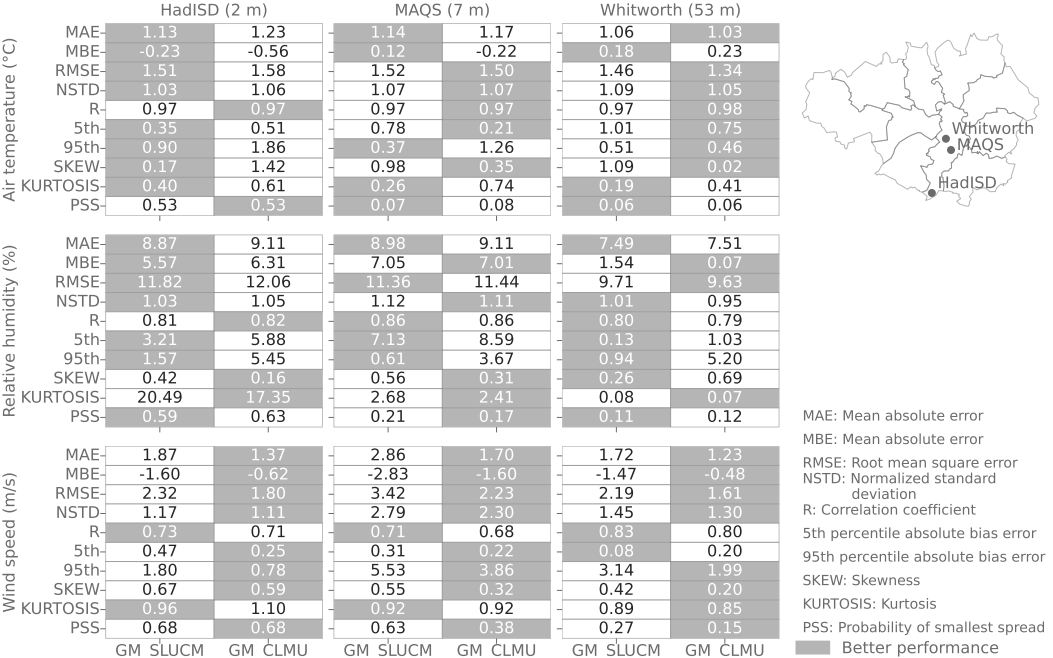 HadISD (2 m) MAQS (7 m) Whitworth (53 m)
Air temperature (°C)
MAE 1.13 1.23 1.14 1.17 1.06 1.03
MBE -0.23 -0.56 0.12 -0.22 0.18 0.23
RMSE 1.51 1.58 1.52 1.50 1.46 1.34
NSTD 1.03 1.06 1.07 1.07 1.09 1.05
R 0.97 0.97 0.97 0.97 0.97 0.98
5th 0.35 0.51 0.78 0.21 1.01 0.75
95th 0.90 1.86 0.37 1.26 0.51 0.46
SKEW 0.17 1.42 0.98 0.35 1.09 0.02
KURTOSIS 0.40 0.61 0.26 0.74 0.19 0.41
PSS 0.53 0.53 0.07 0.08 0.06 0.06
Relative humidity (%)
MAE 8.87 9.11 8.98 9.11 7.49 7.51
MBE 5.57 6.31 7.05 7.01 1.54 0.07
RMSE 11.82 12.06 11.36 11.44 9.71 9.63
NSTD 1.03 1.05 1.12 1.11 1.01 0.95
R 0.81 0.82 0.86 0.86 0.80 0.79
5th 3.21 5.88 7.13 8.59 0.13 1.03
95th 1.57 5.45 0.61 3.67 0.94 5.20
SKEW 0.42 0.16 0.56 0.31 0.26 0.69
KURTOSIS 20.49 17.35 2.68 2.41 0.08 0.07
PSS 0.59 0.63 0.21 0.17 0.11 0.12
Wind speed (m/s)
MAE 1.87 1.37 2.86 1.70 1.72 1.23
MBE -1.60 -0.62 -2.83 -1.60 -1.47 -0.48
RMSE 2.32 1.80 3.42 2.23 2.19 1.61
NSTD 1.17 1.11 2.79 2.30 1.45 1.30
R 0.73 0.71 0.71 0.68 0.83 0.80
5th 0.47 0.25 0.31 0.22 0.08 0.20
95th 1.80 0.78 5.53 3.86 3.14 1.99
SKEW 0.67 0.59 0.55 0.32 0.42 0.20
KURTOSIS 0.96 1.10 0.92 0.92 0.89 0.85
PSS 0.68 0.68 0.63 0.38 0.27 0.15
GM_SLUCM GM_CLMU GM_SLUCM GM_CLMU GM_SLUCM GM_CLMU
Whitworth
MAQS
HadISD
MAE: Mean absolute error
MBE: Mean absolute error
RMSE: Root mean square error
NSTD: Normalized standard
deviation
R: Correlation coefficient
5th percentile absolute bias error
95th percentile absolute bias error
SKEW: Skewness
KURTOSIS: Kurtosis
PSS: Probability of smallest spread
Better performance